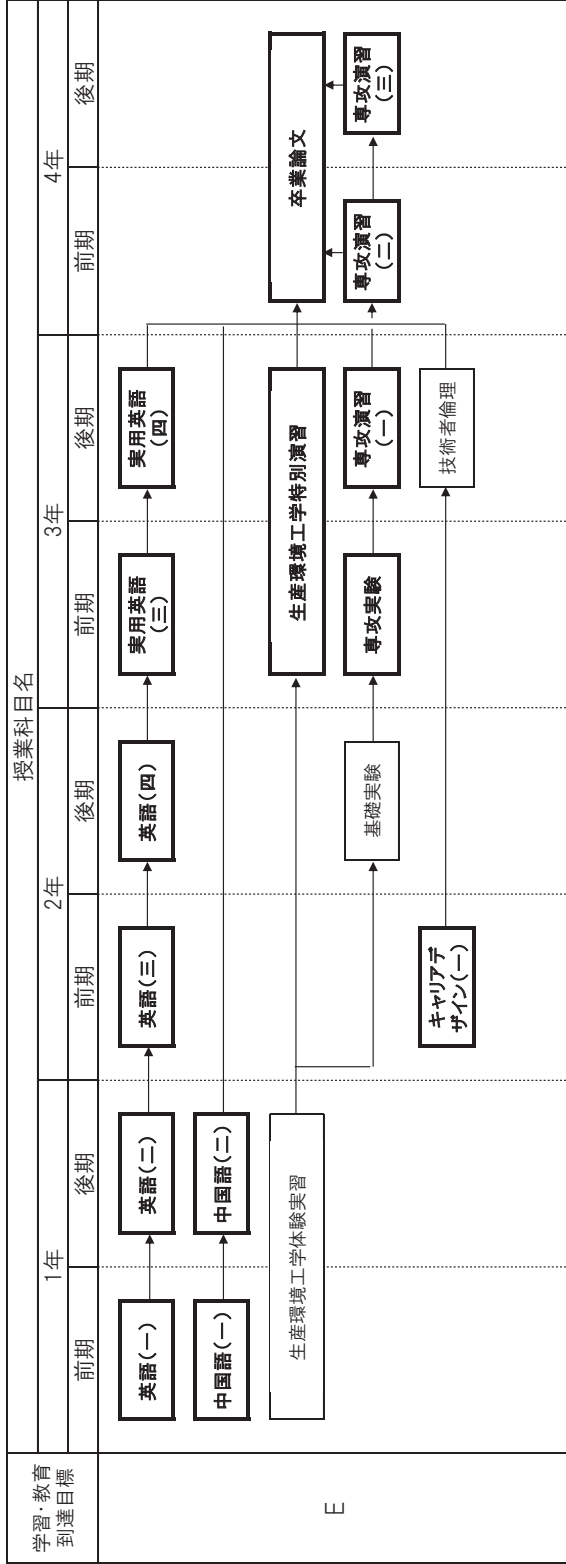 学習・教育
到達目標
授業科目名
1年
2年
3年
4年
前期
後期
前期
後期
前期
後期
前期
後期
E
英語(一)
英語(二)
英語(三)
英語(四)
実用英語
(三)
実用英語
(四)
中国語(一)
中国語(二)
生産環境工学体験実習
生産環境工学特別演習
卒業論文
基礎実験
専攻実験
専攻演習
(一)
専攻演習
(二)
専攻演習
(三)
キャリアデ
ザイン(一)
技術者倫理